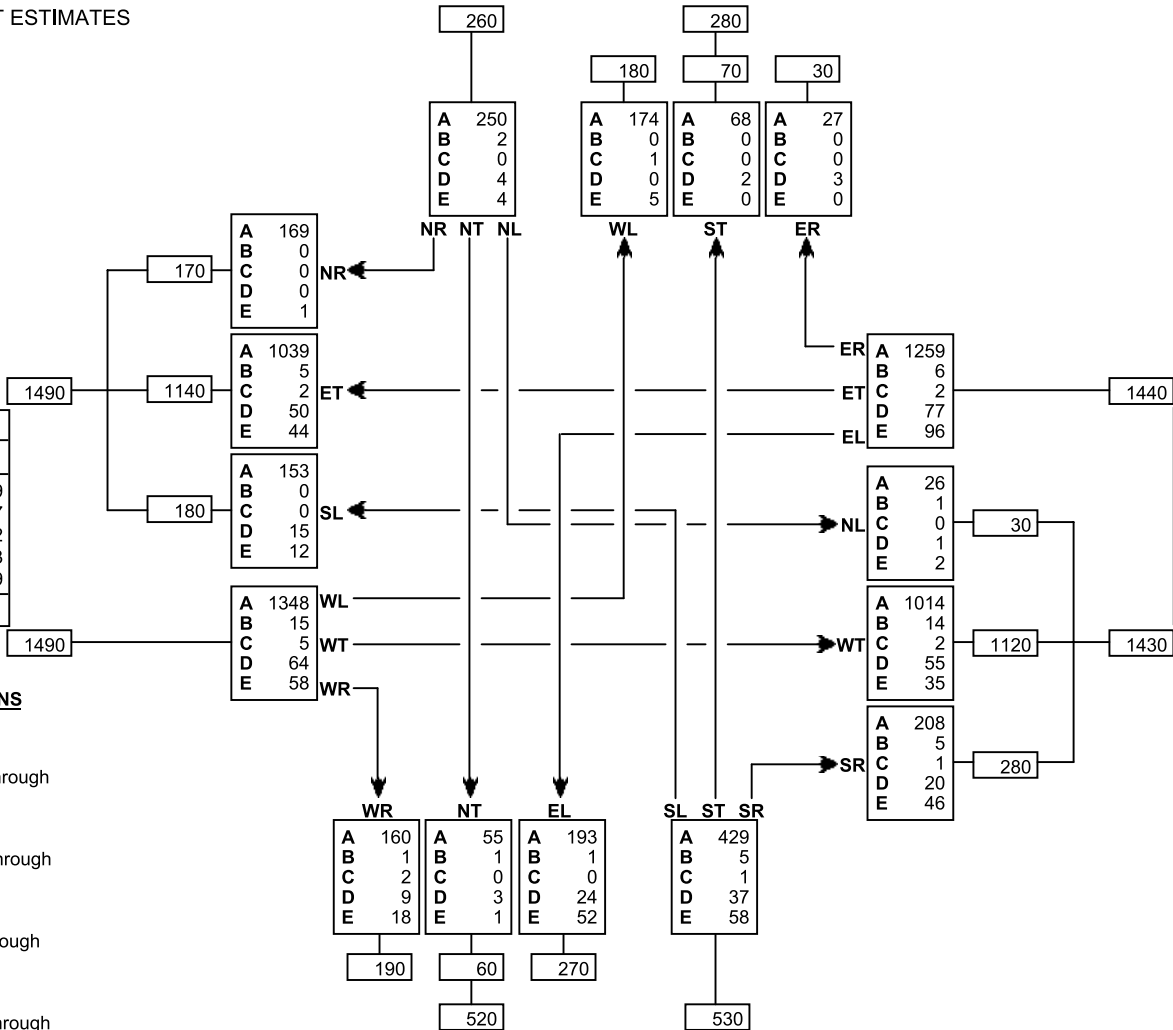 T ESTIMATES
260
280
180
70
30
A 250
B 2
C 0
D 4
E 4
A 174
B 0
C 1
D 0
E 5
A 68
B 0
C 0
D 2
E 0
A 27
B 0
C 0
D 3
E 0
NR NT NL
WL
ST
ER
170
A 169
B 0
C 0
D 0
E 1
NR
1490
1140
A 1039
B 5
C 2
D 50
E 44
ET
180
A 153
B 0
C 0
D 15
E 12
SL
1490
A 1348
B 15
C 5
D 64
E 58
WL
WT
WR
ER
ET
EL
A 1259
B 6
C 2
D 77
E 96
1440
NL
A 26
B 1
C 0
D 1
E 2
30
WT
A 1014
B 14
C 2
D 55
E 35
1120
1430
SR
A 208
B 5
C 1
D 20
E 46
280
NS
rough
hrough
ough
hrough
WR
NT
EL
SL ST SR
A 160
B 1
C 2
D 9
E 18
A 55
B 1
C 0
D 3
E 1
A 193
B 1
C 0
D 24
E 52
A 429
B 5
C 1
D 37
E 58
190
60
270
520
530